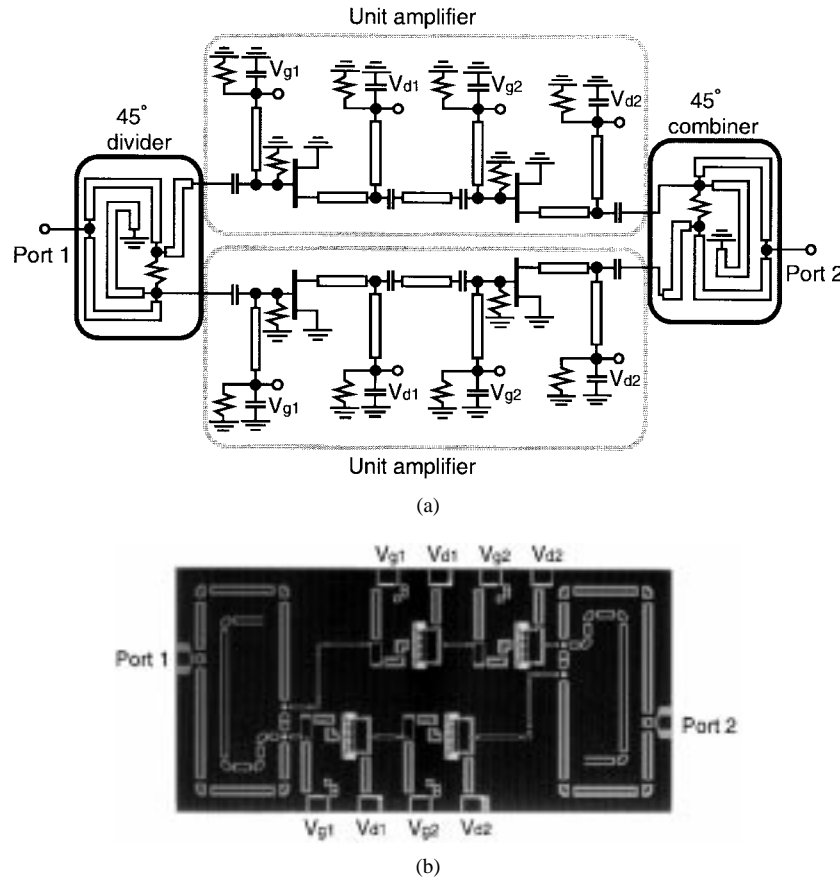 Unit amplifier
45°
divider
Vg1
Vd1
Vg2
Vd2
45°
combiner
Port 1
Port 2
Vg1
Vd1
Vg2
Vd2
Unit amplifier
(a)
Vg1 Vd1 Vg2 Vd2
Port 1
Port 2
Vg1 Vd1 Vg2 Vd2
(b)